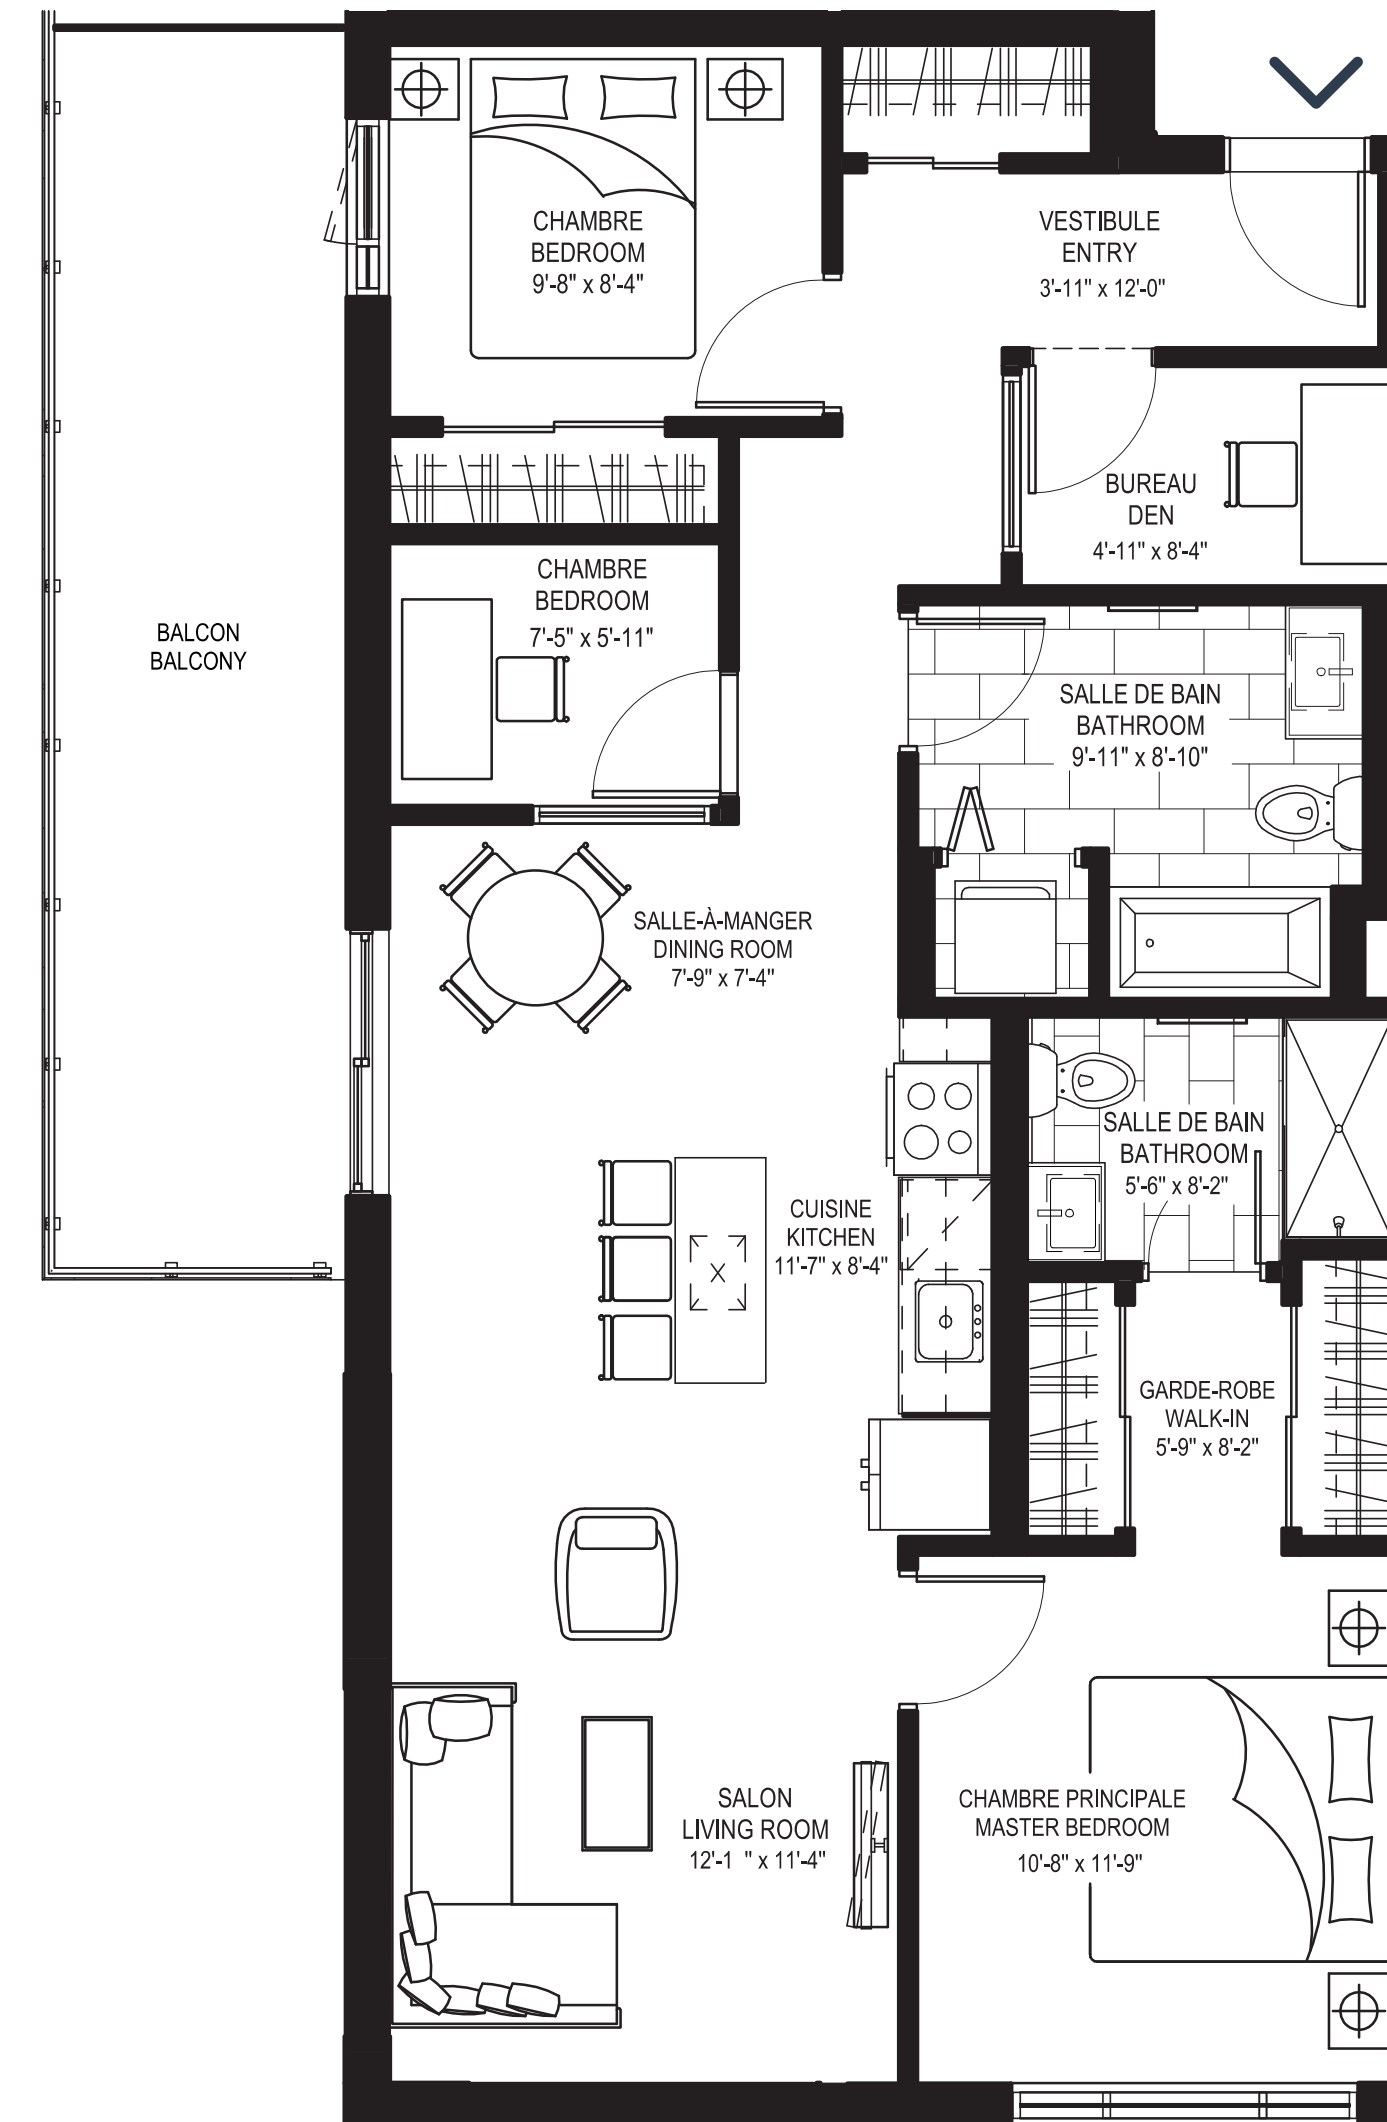 CHAMBRE
BEDROOM
9'-8" x 8'-4"
VESTIBULE
ENTRY
3'-11" x 12'-0"
BUREAU
DEN
4'-11" x 8'-4"
CHAMBRE
BEDROOM
7'-5" x 5'-11"
BALCON
BALCONY
SALLE DE BAIN
BATHROOM
9'-11" x 8'-10"
SALLE-À-MANGER
DINING ROOM
7'-9" x 7'-4"
SALLE DE BAIN
BATHROOM
5'-6" x 8'-2"
CUISINE
KITCHEN
11'-7" x 8'-4"
GARDE-ROBE
WALK-IN
5'-9" x 8'-2"
SALON
LIVING ROOM
12'-1 " x 11'-4"
CHAMBRE PRINCIPALE
MASTER BEDROOM
10'-8" x 11'-9"